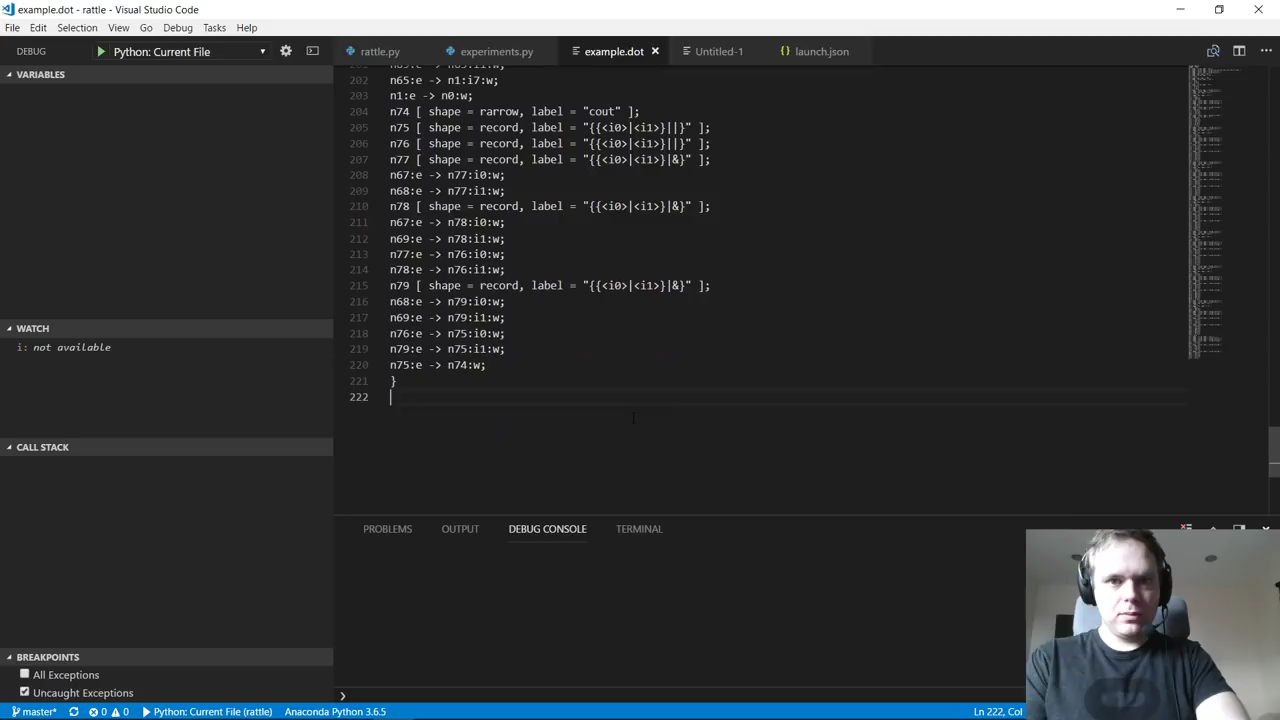 example.dot - rattle - Visual Studio Code
File Edit Selection View Go Debug Tasks Help
DEBUG Python: Current File
rattle.py experiments.py example.dot Untitled-1 {} launch.json
VARIABLES
WATCH
i: not available
CALL STACK
BREAKPOINTS
All Exceptions
Uncaught Exceptions
202 n65:e -> n1:i7:w;
203 n1:e -> n0:w;
204 n74 [ shape = rarrow, label = "cout" ];
205 n75 [ shape = record, label = "{{<i0>|<i1>}||}" ];
206 n76 [ shape = record, label = "{{<i0>|<i1>}||}" ];
207 n77 [ shape = record, label = "{{<i0>|<i1>}|&}" ];
208 n67:e -> n77:i0:w;
209 n68:e -> n77:i1:w;
210 n78 [ shape = record, label = "{{<i0>|<i1>}|&}" ];
211 n67:e -> n78:i0:w;
212 n69:e -> n78:i1:w;
213 n77:e -> n76:i0:w;
214 n78:e -> n76:i1:w;
215 n79 [ shape = record, label = "{{<i0>|<i1>}|&}" ];
216 n68:e -> n79:i0:w;
217 n69:e -> n79:i1:w;
218 n76:e -> n75:i0:w;
219 n79:e -> n75:i1:w;
220 n75:e -> n74:w;
221 }
222
PROBLEMS OUTPUT DEBUG CONSOLE TERMINAL
master* 0 0 Python: Current File (rattle) Anaconda Python 3.6.5 Ln 222, Col